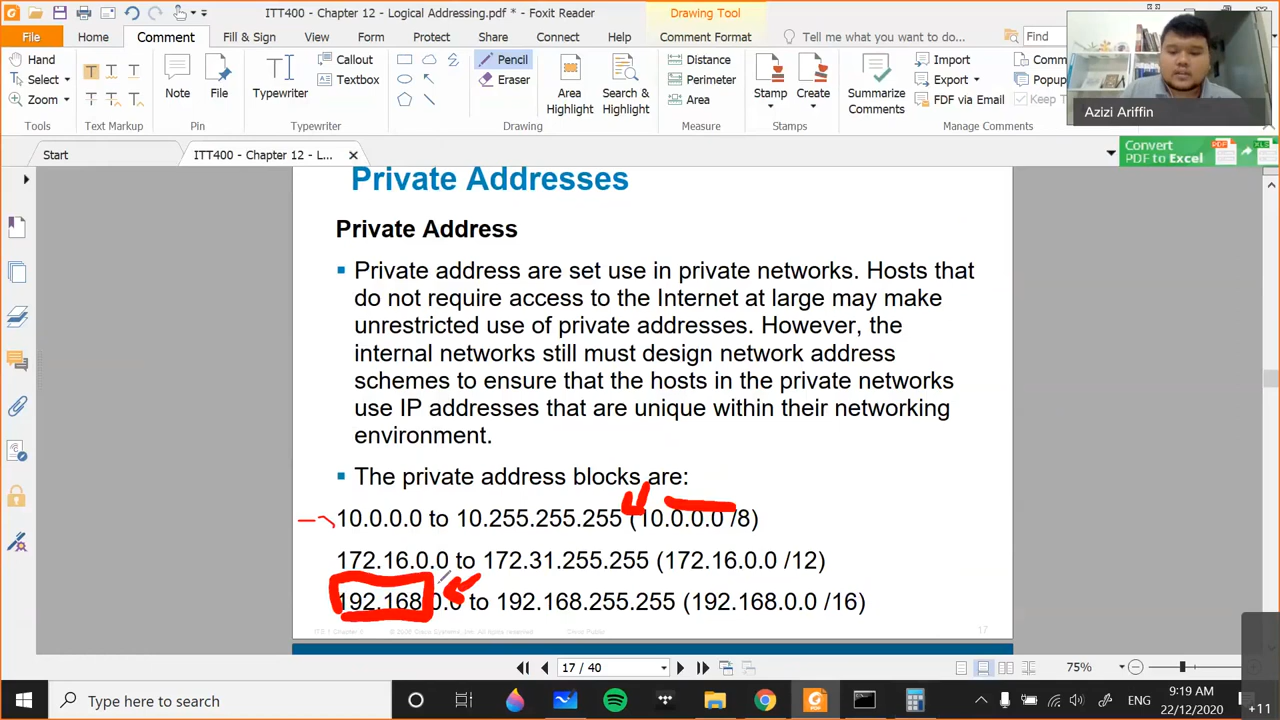 ITT400 - Chapter 12 - Logical Addressing.pdf * - Foxit Reader
Drawing Tool
File Home Comment Fill & Sign View Form Protect Share Connect Help Comment Format Tell me what you want to do... Find
Hand
Select
Zoom
Tools
Text Markup
Note
File
Pin
Typewriter
Callout
Textbox
Typewriter
Pencil
Eraser
Drawing
Area Highlight
Search & Highlight
Distance
Perimeter
Area
Measure
Stamp
Create
Stamps
Summarize Comments
Import
Export
FDF via Email
Comm
Popup
Keep T
Manage Comments
Azizi Ariffin
Start
ITT400 - Chapter 12 - L...
Convert
PDF to Excel
Private Addresses
Private Address
Private address are set use in private networks. Hosts that
do not require access to the Internet at large may make
unrestricted use of private addresses. However, the
internal networks still must design network address
schemes to ensure that the hosts in the private networks
use IP addresses that are unique within their networking
environment.
The private address blocks are:
10.0.0.0 to 10.255.255.255 (10.0.0.0 /8)
172.16.0.0 to 172.31.255.255 (172.16.0.0 /12)
192.168.0.0 to 192.168.255.255 (192.168.0.0 /16)
Cisco Public
17
17 / 40
75%
Type here to search
ENG
9:19 AM
22/12/2020
+11